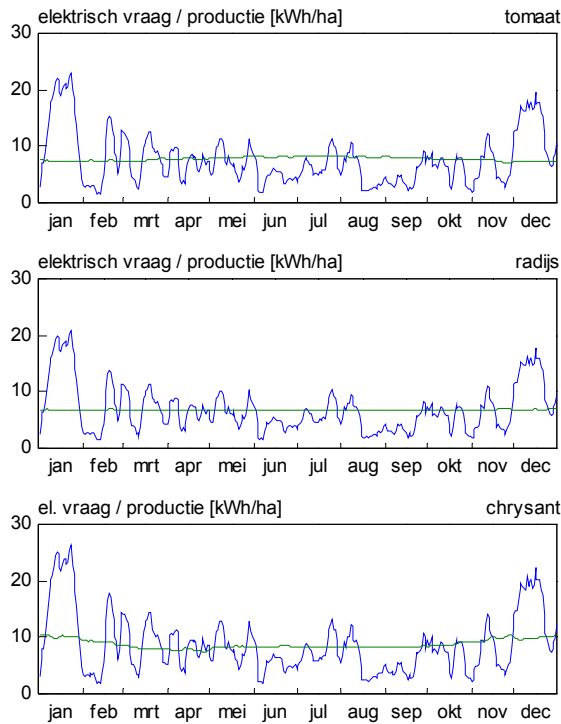 elektrisch vraag / productie [kWh/ha] tomaat
30
20
10
0
jan feb mrt apr mei jun jul aug sep okt nov dec
elektrisch vraag / productie [kWh/ha] radijs
30
20
10
0
jan feb mrt apr mei jun jul aug sep okt nov dec
el. vraag / productie [kWh/ha] chrysant
30
20
10
0
jan feb mrt apr mei jun jul aug sep okt nov dec